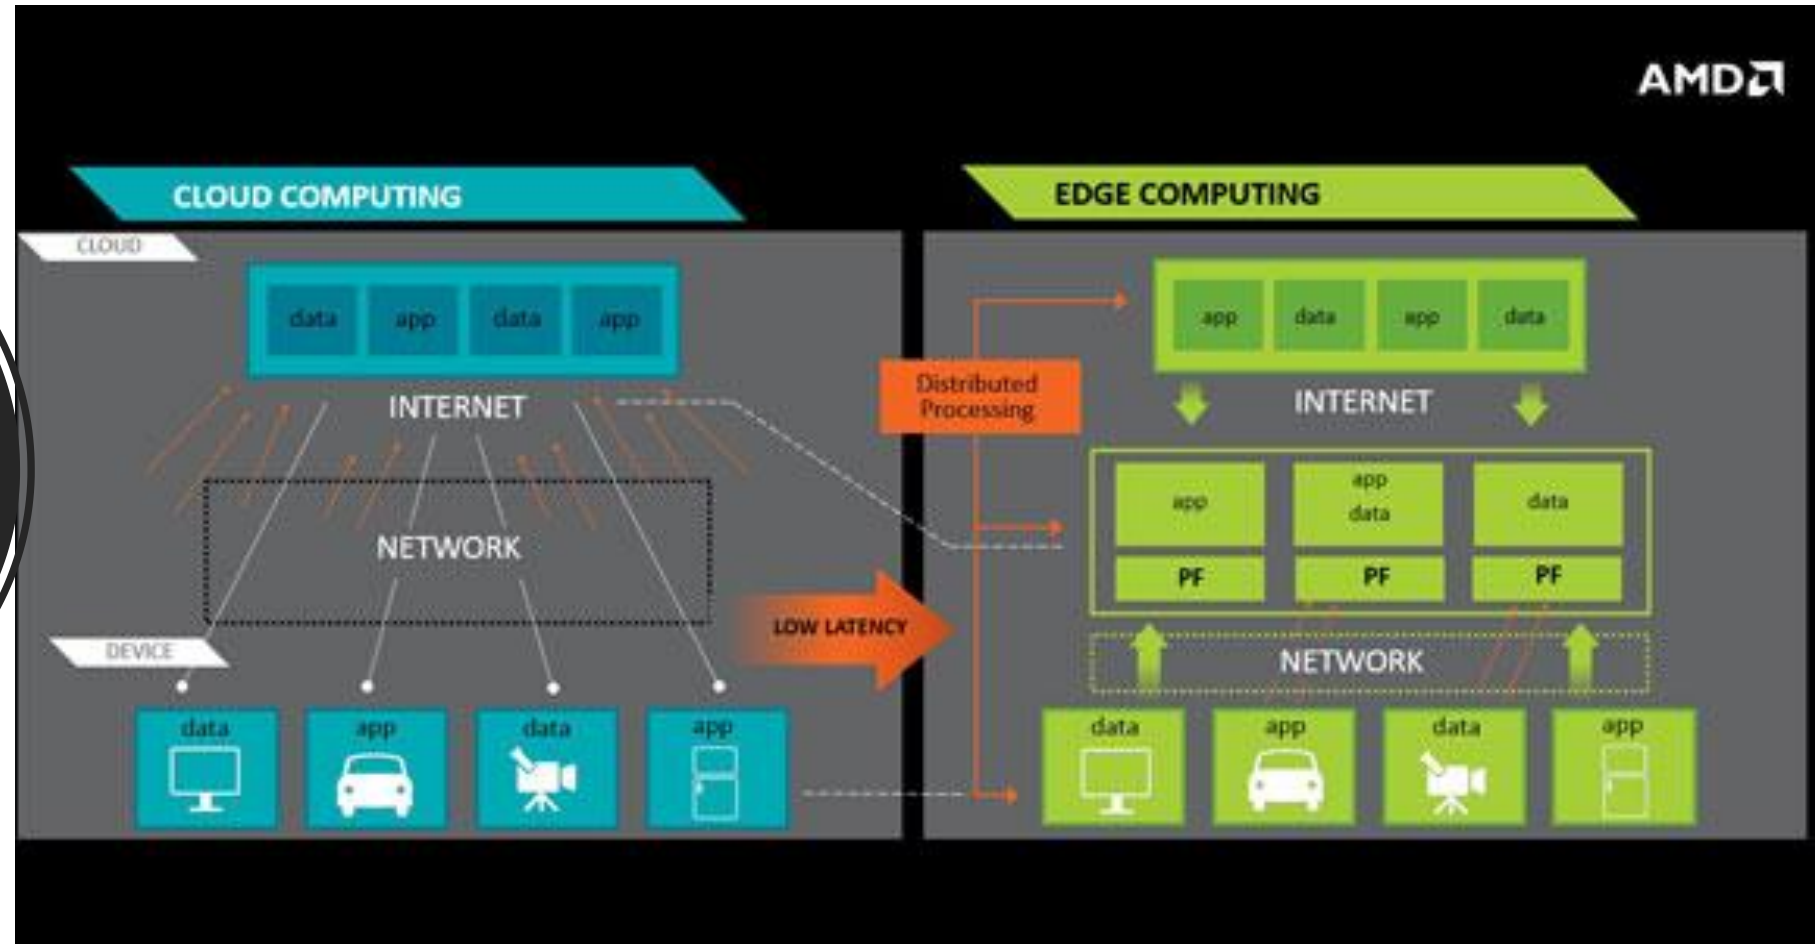 AMD
CLOUD COMPUTING
CLOUD
data app data app
INTERNET
NETWORK
DEVICE
data app data app
LOW LATENCY
Distributed
Processing
EDGE COMPUTING
app data app data
INTERNET
app
app
data
data
PF PF PF
NETWORK
data app data app